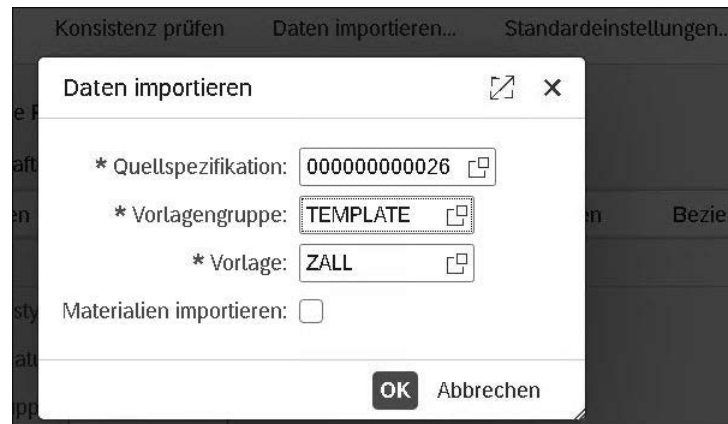 Konsistenz prüfen Daten importieren... Standardeinstellungen...
Daten importieren
* Quellspezifikation: 000000000026
* Vorlagengruppe: TEMPLATE
* Vorlage: ZALL
Materialien importieren:
OK Abbrechen